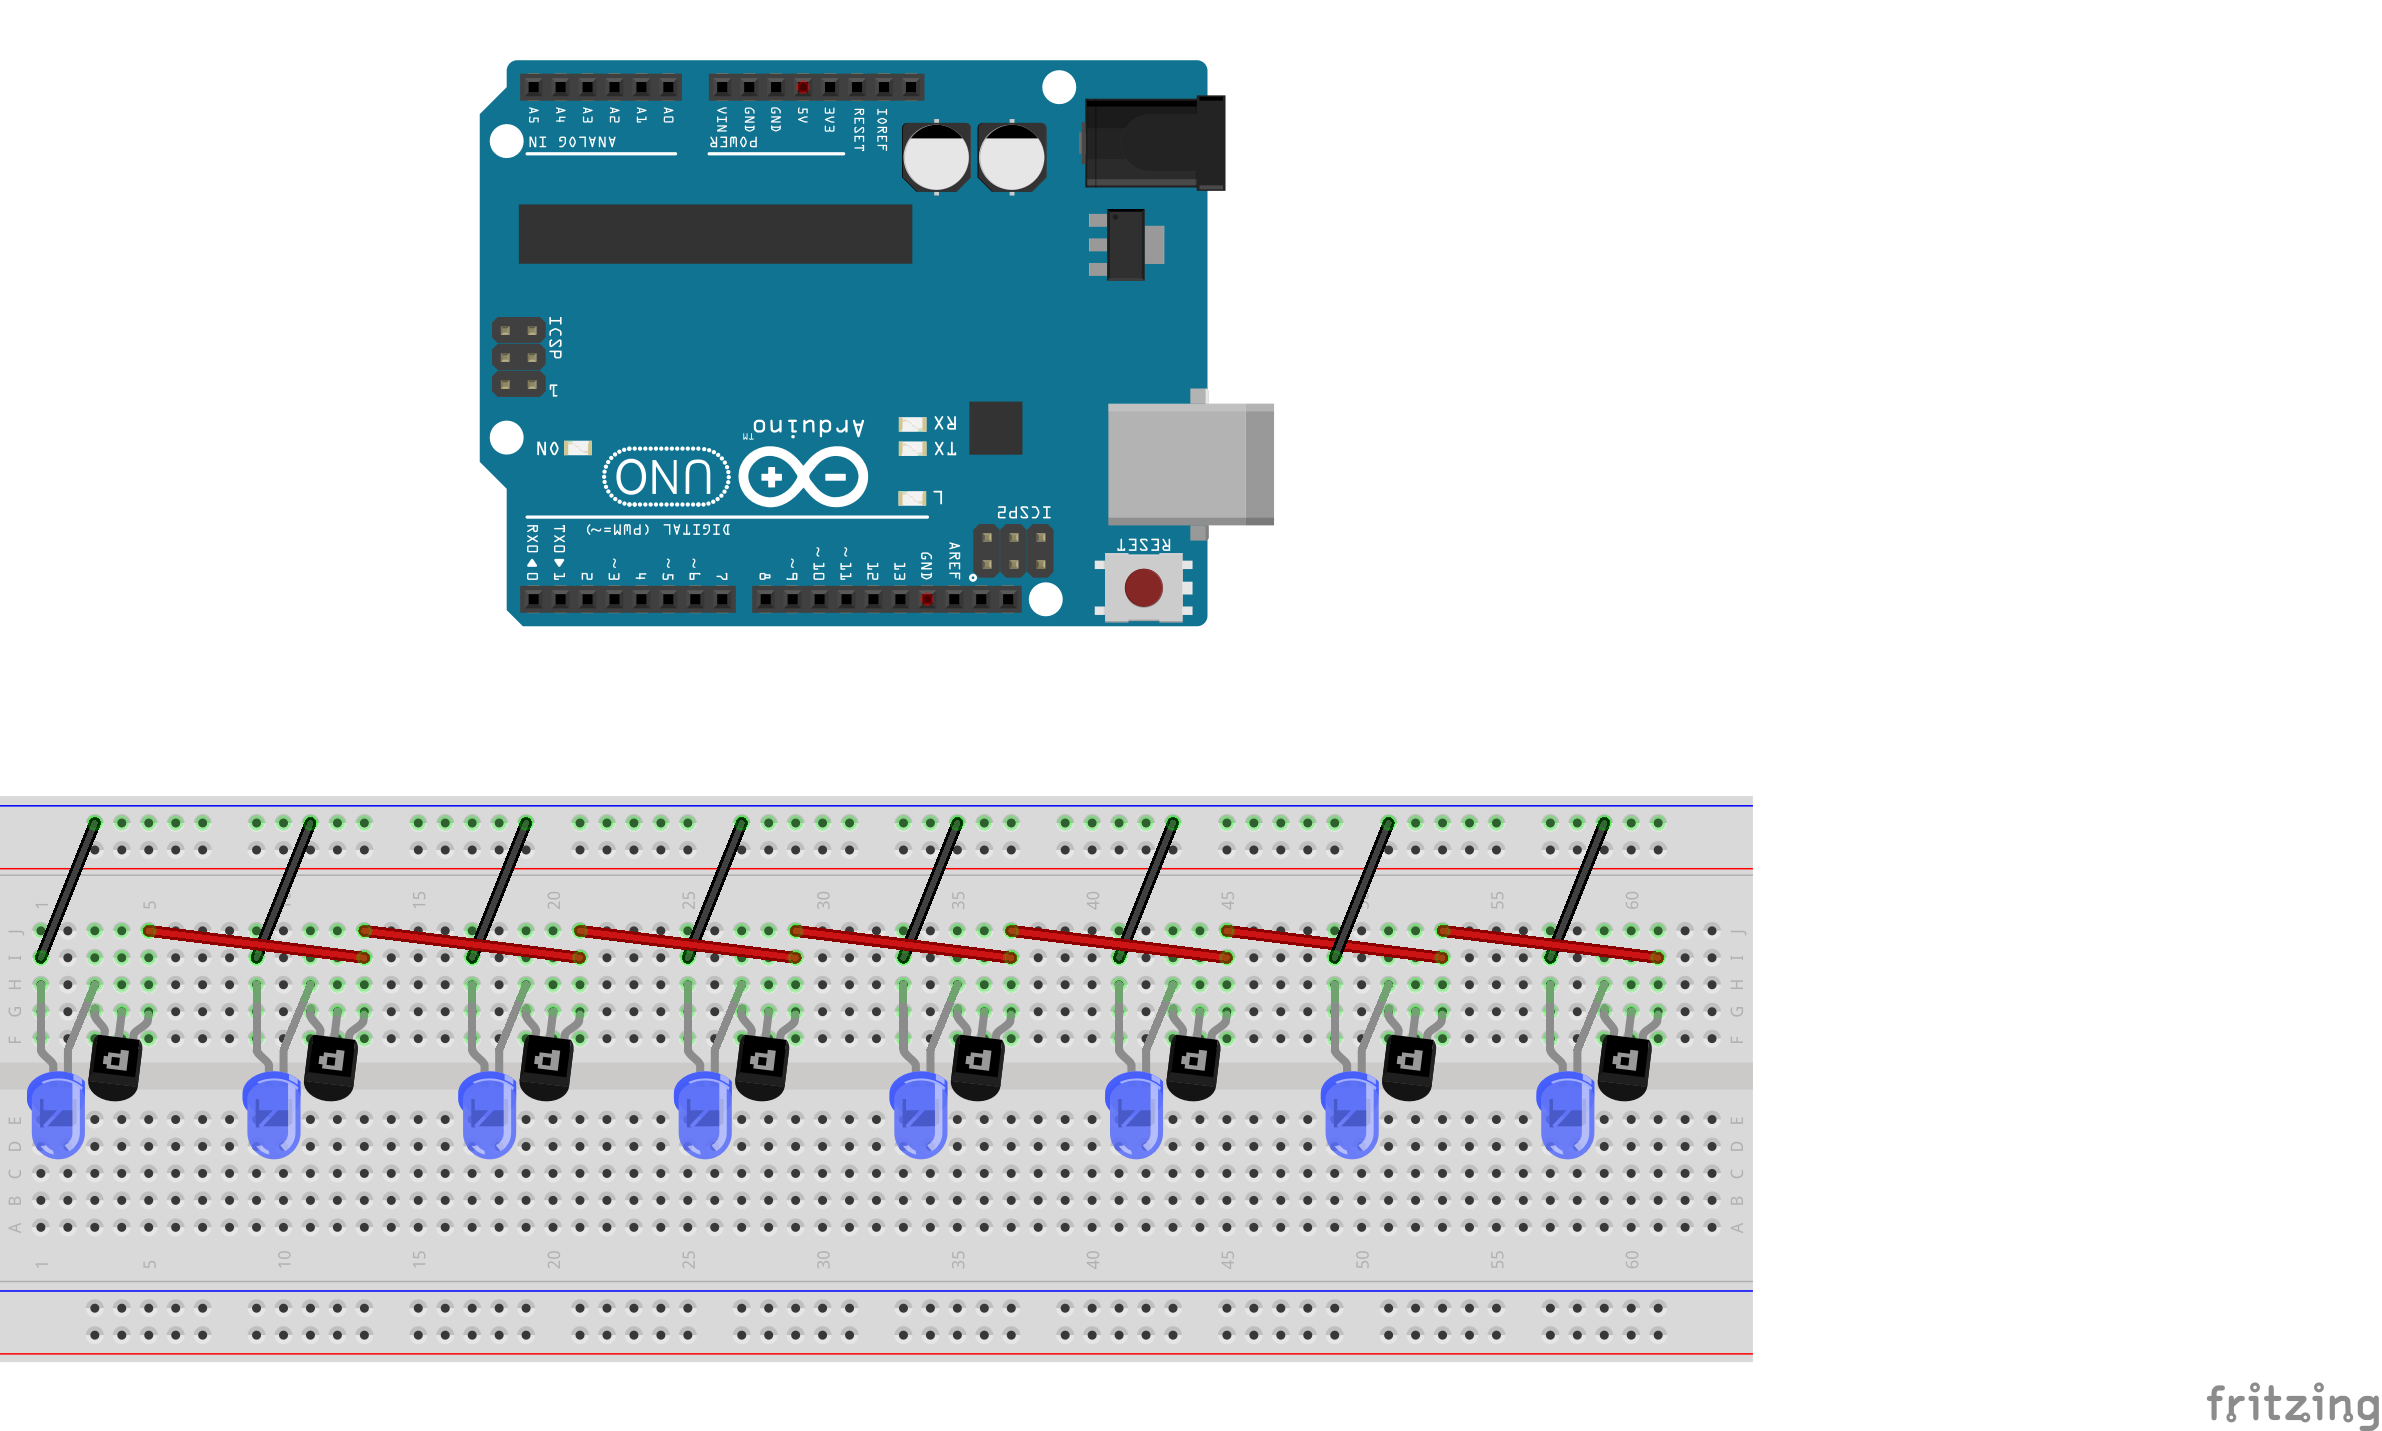 A5 A4 A3 A2 A1 A0
VIN GND GND 5V 3V3 RESET IOREF
ANALOG IN
POWER
ICSP
1
Arduino
TM
RX
TX
ON
UNO
L
ICSP2
DIGITAL (PWM=~)
RESET
RX0 0 TX0 1 2 ~3 4 ~5 ~6 7 8 ~9 ~10 ~11 12 13 GND AREF
1 5 15 20 25 30 35 40 45 55 60
J J
I I
H H
G G
F F
E E
D D
C C
B B
A A
1 5 10 15 20 25 30 35 40 45 50 55 60
fritzing